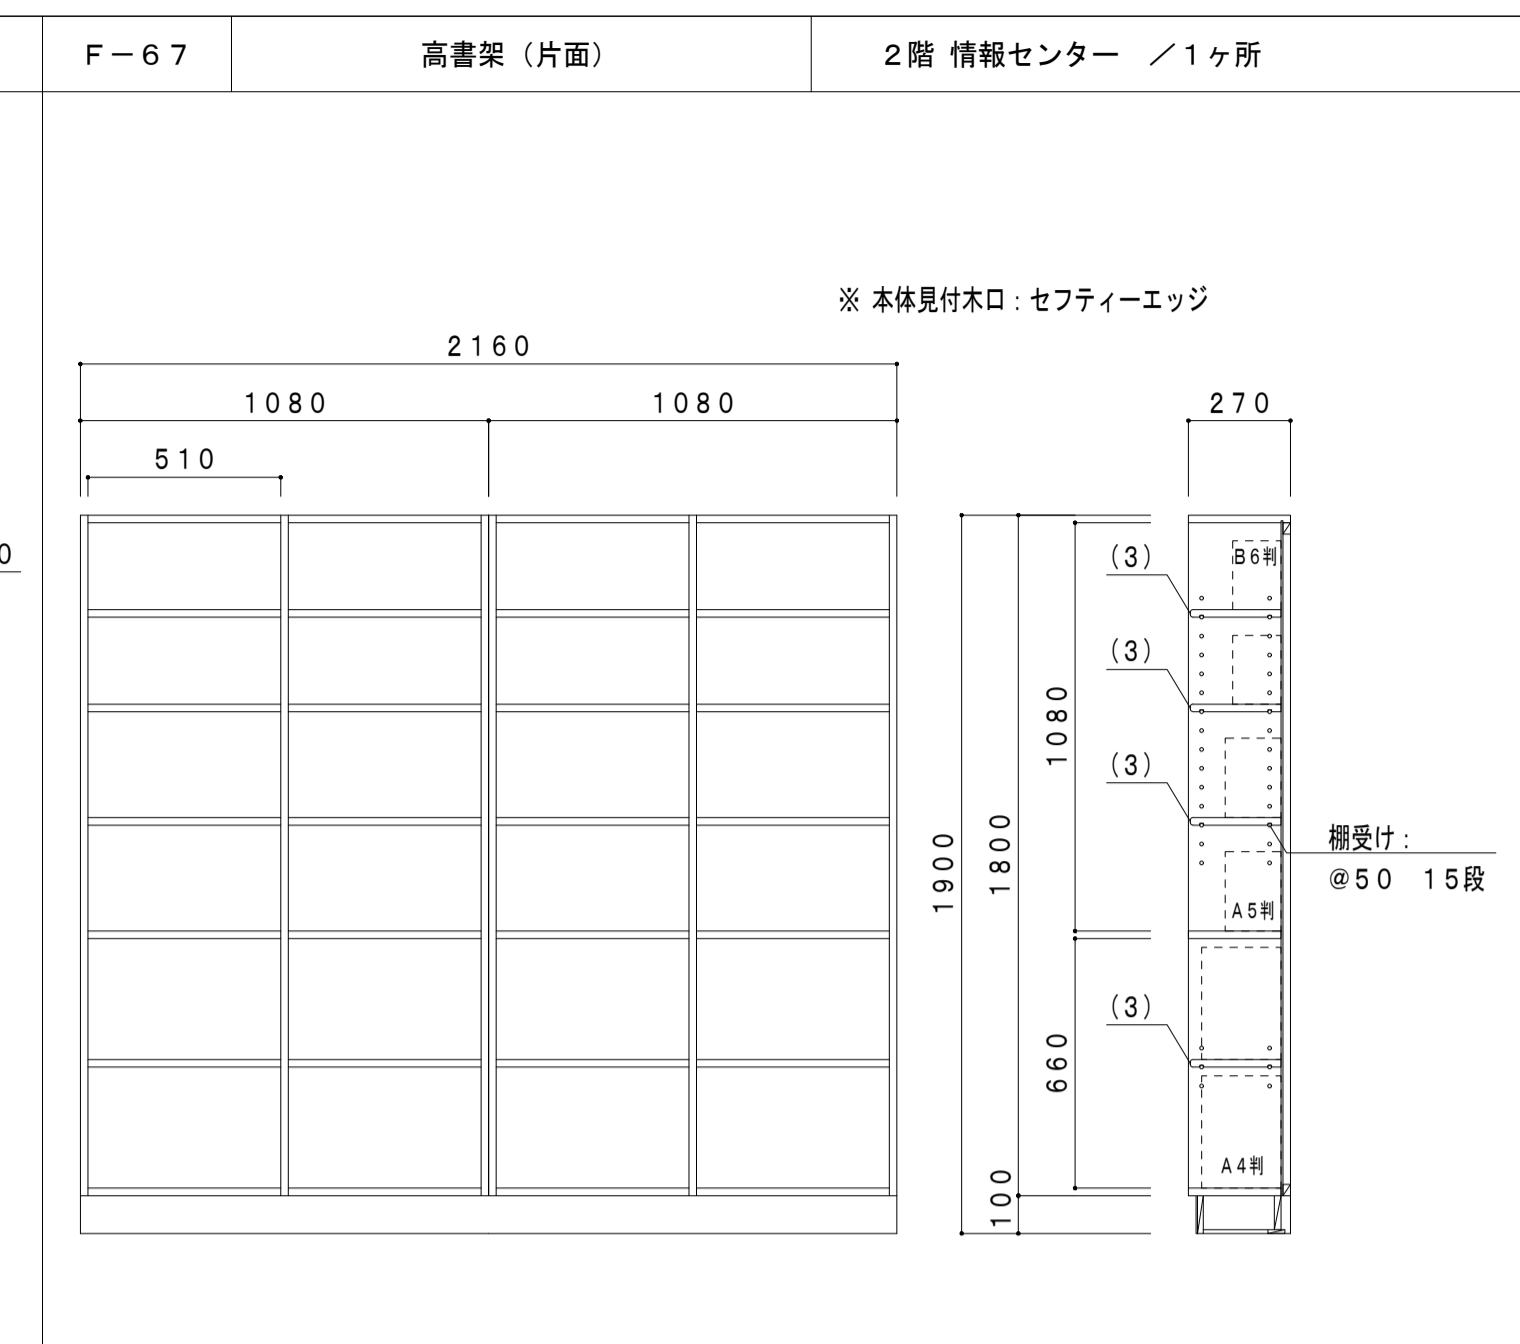 F−67 高書架（片面） 2階 情報センター ／1ヶ所
※ 本体見付木口：セフティーエッジ
2160
1080 1080 270
510
0
(3)
B6判
(3)
1080
(3)
1900
1800
棚受け：
@50 15段
A5判
(3)
660
A4判
100